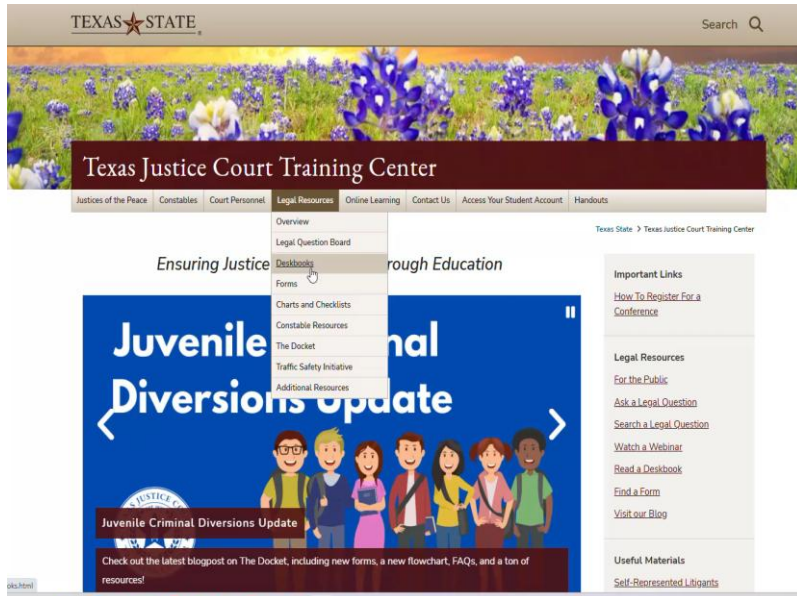 TEXAS STATE
Search
Texas Justice Court Training Center
Justices of the Peace Constables Court Personnel Legal Resources Online Learning Contact Us Access Your Student Account Handouts
Overview
Legal Question Board
Deskbooks
Forms
Charts and Checklists
Constable Resources
The Docket
Traffic Safety Initiative
Additional Resources
Texas State > Texas Justice Court Training Center
Ensuring Justice rough Education
Juvenile nal
Diversions Update
Juvenile Criminal Diversions Update
Check out the latest blogpost on The Docket, including new forms, a new flowchart, FAQs, and a ton of
resources!
Important Links
How To Register For a
Conference
Legal Resources
For the Public
Ask a Legal Question
Search a Legal Question
Watch a Webinar
Read a Deskbook
Find a Form
Visit our Blog
Useful Materials
Self-Represented Litigants
oks.html